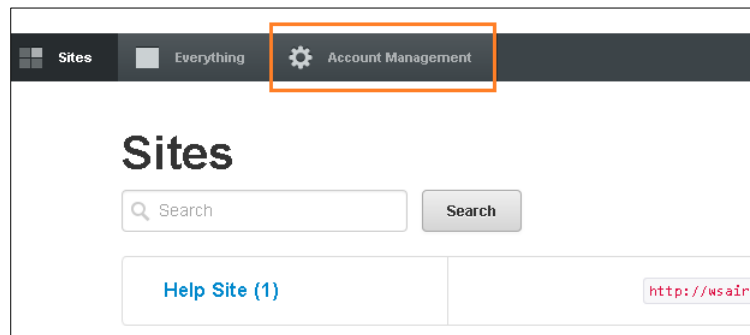 Sites Everything Account Management
Sites
Search Search
Help Site (1) http://wsair